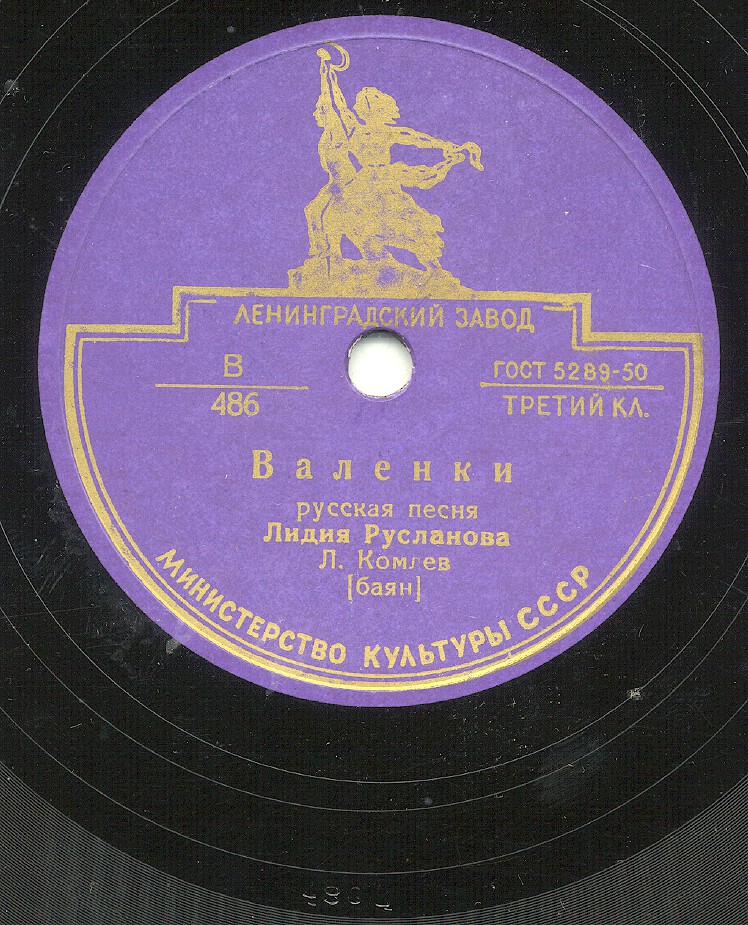 ЛЕНИНГРАДСКИЙ ЗАВОД
В
486
ГОСТ 5289-50
ТРЕТИЙ КЛ.
Валенки
русская песня
Лидия Русланова
Л. Комлев
[баян]
МИНИСТЕРСТВО КУЛЬТУРЫ СССР